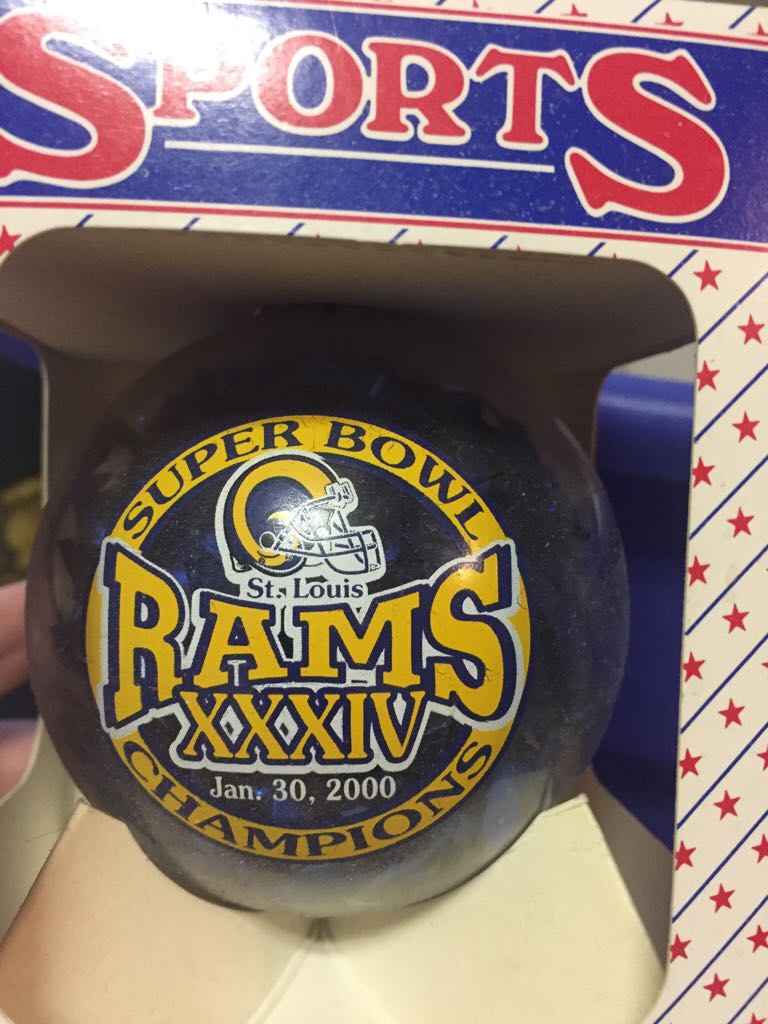 SPORTS
SUPER BOWL
St. Louis
RAMS
XXXIV
Jan. 30, 2000
CHAMPIONS